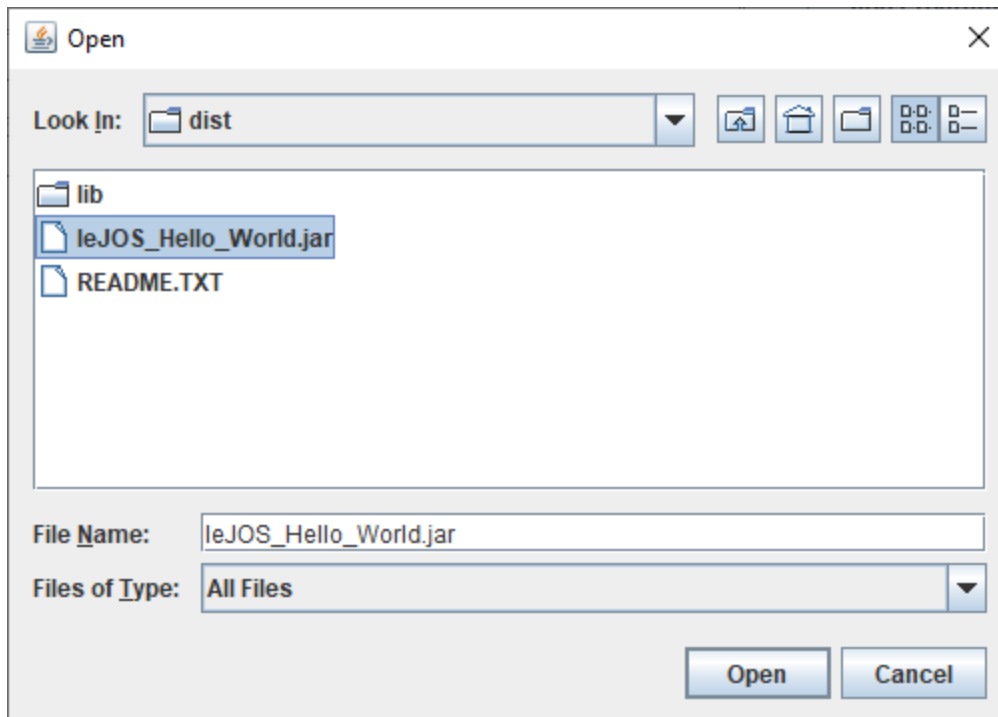 Open
Look In: dist
lib
leJOS_Hello_World.jar
README.TXT
File Name: leJOS_Hello_World.jar
Files of Type: All Files
Open Cancel